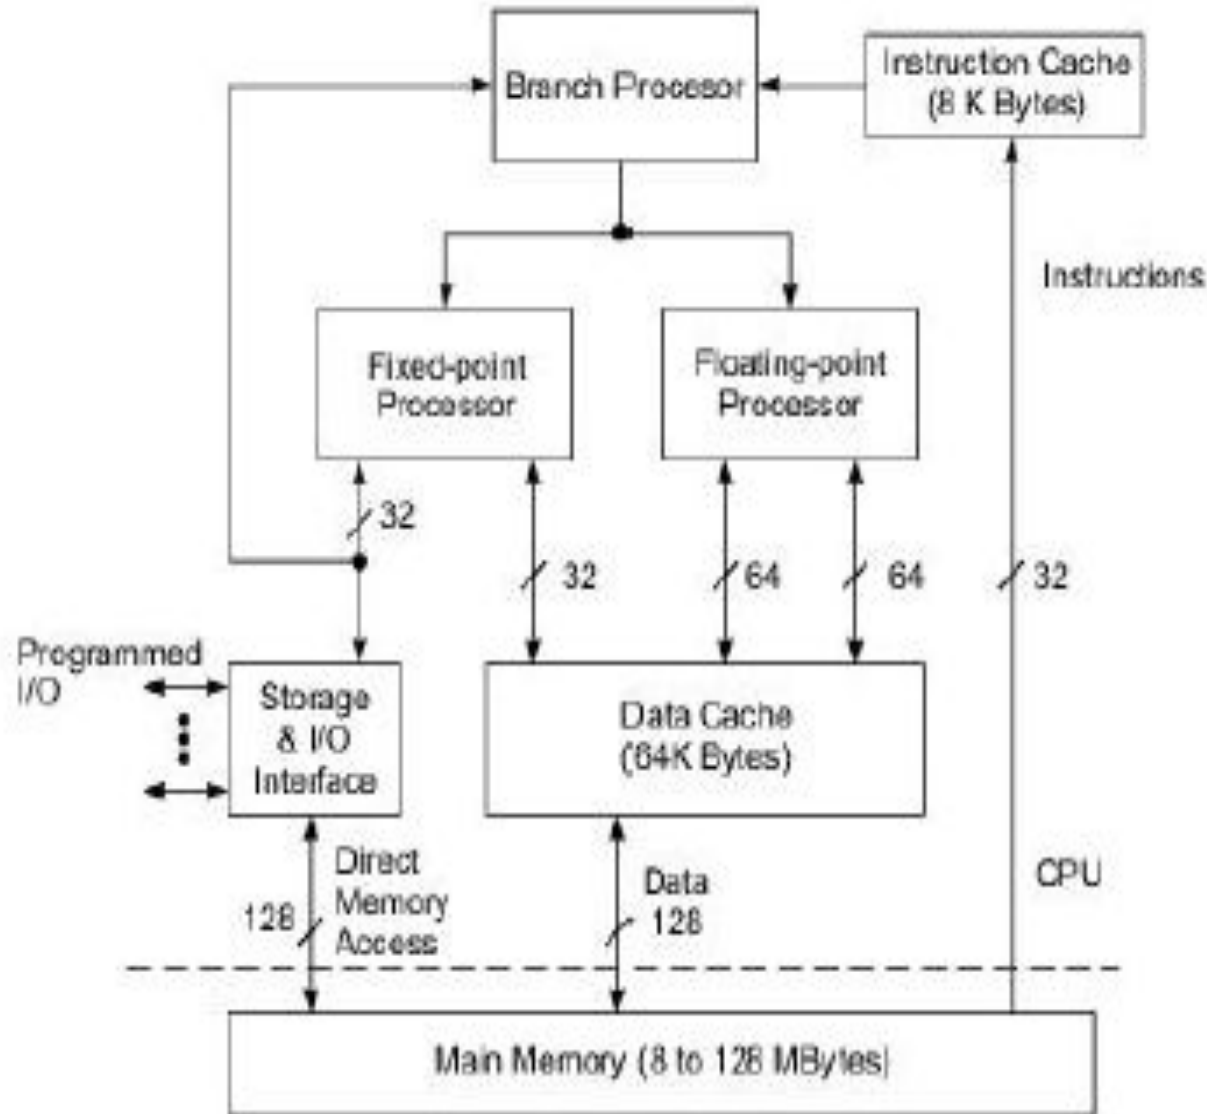 Branch Procesor
Instruction Cache
(8 K Bytes)
Instructions
Fixed-point
Processor
Floating-point
Processor
32
32
64
64
32
Programmed
I/O
Storage
& I/O
Interface
Data Cache
(64K Bytes)
Direct
Memory
Access
128
Data
128
CPU
Main Memory (8 to 128 MBytes)